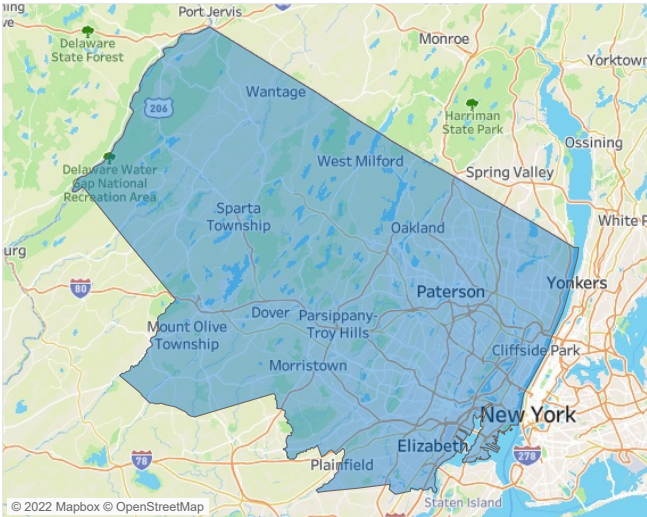 ning
ve
Port Jervis
Delaware
State Forest
Monroe
Yorktown
Wantage
206
Harriman
State Park
Ossining
Delaware Water
Gap National
Recreation Area
West Milford
Spring Valley
Sparta
Township
White P
Oakland
urg
80
Paterson
Yonkers
Dover
Parsippany-
Troy Hills
Mount Olive
Township
Cliffside Park
Morristown
New York
Elizabeth
78
278
Plainfield
Staten Island
© 2022 Mapbox © OpenStreetMap